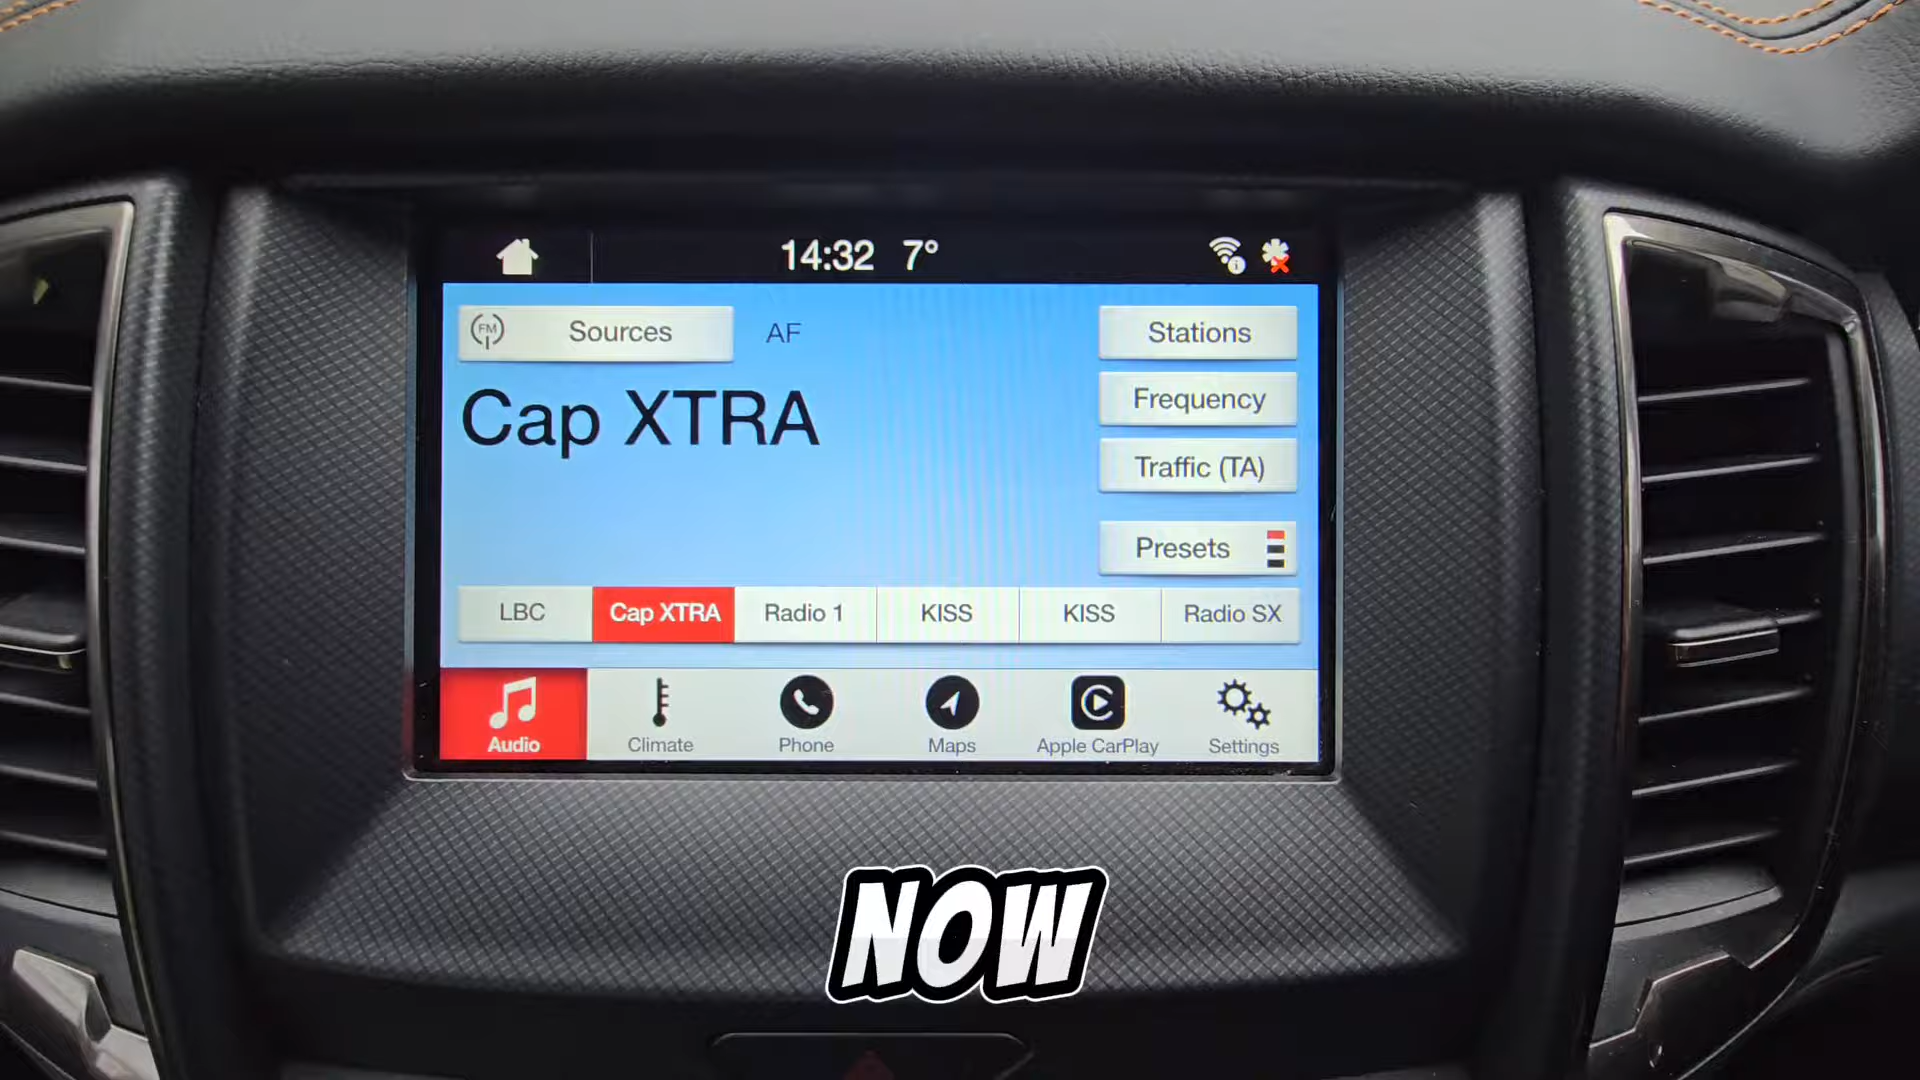 14:32 7°
FM Sources AF Stations
Cap XTRA
Frequency
Traffic (TA)
Presets
LBC Cap XTRA Radio 1 KISS KISS Radio SX
Audio Climate Phone Maps Apple CarPlay Settings
NOW